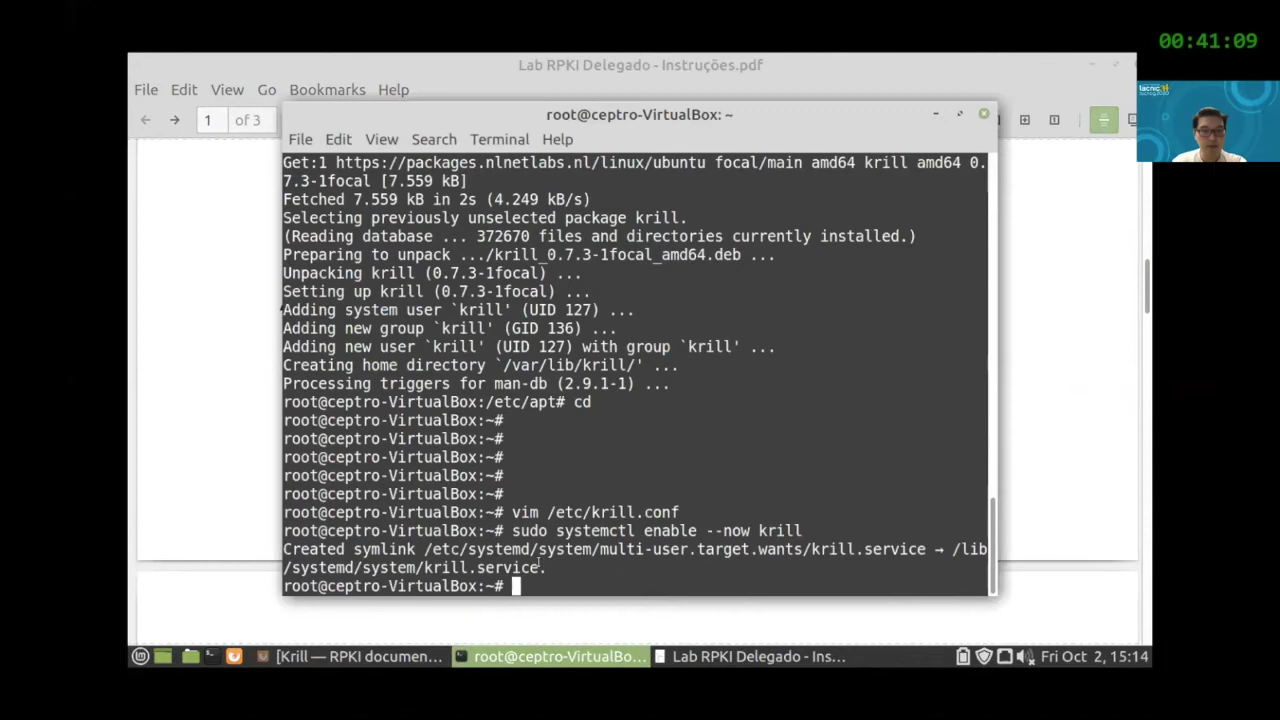 00:41:09
Lab RPKI Delegado - Instruções.pdf
File Edit View Go Bookmarks Help
1 of 3
root@ceptro-VirtualBox: ~
File Edit View Search Terminal Help
Get:1 https://packages.nlnetlabs.nl/linux/ubuntu focal/main amd64 krill amd64 0.
7.3-1focal [7.559 kB]
Fetched 7.559 kB in 2s (4.249 kB/s)
Selecting previously unselected package krill.
(Reading database ... 372670 files and directories currently installed.)
Preparing to unpack .../krill_0.7.3-1focal_amd64.deb ...
Unpacking krill (0.7.3-1focal) ...
Setting up krill (0.7.3-1focal) ...
Adding system user `krill' (UID 127) ...
Adding new group `krill' (GID 136) ...
Adding new user `krill' (UID 127) with group `krill' ...
Creating home directory `/var/lib/krill/' ...
Processing triggers for man-db (2.9.1-1) ...
root@ceptro-VirtualBox:/etc/apt# cd
root@ceptro-VirtualBox:~#
root@ceptro-VirtualBox:~#
root@ceptro-VirtualBox:~#
root@ceptro-VirtualBox:~#
root@ceptro-VirtualBox:~#
root@ceptro-VirtualBox:~# vim /etc/krill.conf
root@ceptro-VirtualBox:~# sudo systemctl enable --now krill
Created symlink /etc/systemd/system/multi-user.target.wants/krill.service → /lib
/systemd/system/krill.service.
root@ceptro-VirtualBox:~#
[Krill — RPKI documen... root@ceptro-VirtualBo... Lab RPKI Delegado - Ins... Fri Oct 2, 15:14